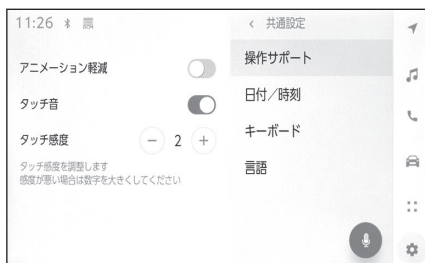 11:26
アニメーション軽減
タッチ音
タッチ感度
− 2 +
タッチ感度を調整します
感度が悪い場合は数字を大きくしてください
< 共通設定
操作サポート
日付／時刻
キーボード
言語